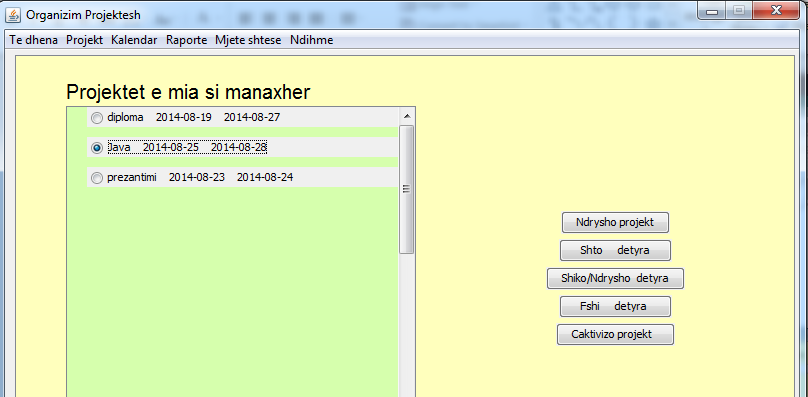 Organizim Projektesh
Te dhena Projekt Kalendar Raporte Mjete shtese Ndihme
Projektet e mia si manaxher
diploma 2014-08-19 2014-08-27
Java 2014-08-25 2014-08-28
prezantimi 2014-08-23 2014-08-24
Ndrysho projekt
Shto detyra
Shiko/Ndrysho detyra
Fshi detyra
Caktivizo projekt